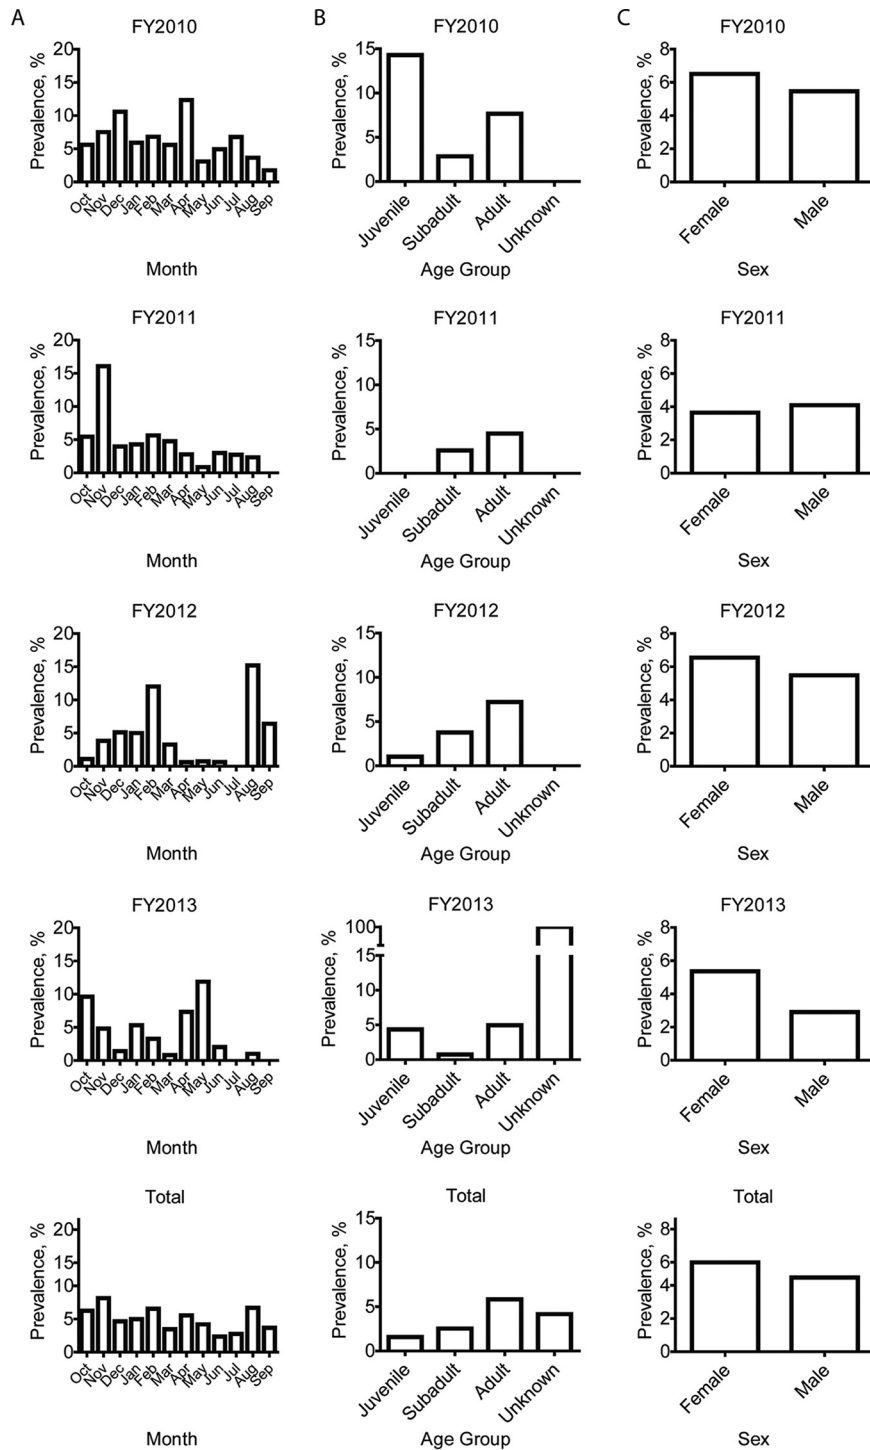 A
B
C
FY2010
Prevalence, %
20
15
10
5
0
Oct
Nov
Dec
Jan
Feb
Mar
Apr
May
Jun
Jul
Aug
Sep
Month
FY2010
Prevalence, %
15
10
5
0
Juvenile
Subadult
Adult
Unknown
Age Group
FY2010
Prevalence, %
8
6
4
2
0
Female
Male
Sex
FY2011
Prevalence, %
20
15
10
5
0
Oct
Nov
Dec
Jan
Feb
Mar
Apr
May
Jun
Jul
Aug
Sep
Month
FY2011
Prevalence, %
15
10
5
0
Juvenile
Subadult
Adult
Unknown
Age Group
FY2011
Prevalence, %
8
6
4
2
0
Female
Male
Sex
FY2012
Prevalence, %
20
15
10
5
0
Oct
Nov
Dec
Jan
Feb
Mar
Apr
May
Jun
Jul
Aug
Sep
Month
FY2012
Prevalence, %
15
10
5
0
Juvenile
Subadult
Adult
Unknown
Age Group
FY2012
Prevalence, %
8
6
4
2
0
Female
Male
Sex
FY2013
Prevalence, %
20
15
10
5
0
Oct
Nov
Dec
Jan
Feb
Mar
Apr
May
Jun
Jul
Aug
Sep
Month
FY2013
Prevalence, %
100
15
10
5
0
Juvenile
Subadult
Adult
Unknown
Age Group
FY2013
Prevalence, %
8
6
4
2
0
Female
Male
Sex
Total
Prevalence, %
20
15
10
5
0
Oct
Nov
Dec
Jan
Feb
Mar
Apr
May
Jun
Jul
Aug
Sep
Month
Total
Prevalence, %
15
10
5
0
Juvenile
Subadult
Adult
Unknown
Age Group
Total
Prevalence, %
8
6
4
2
0
Female
Male
Sex